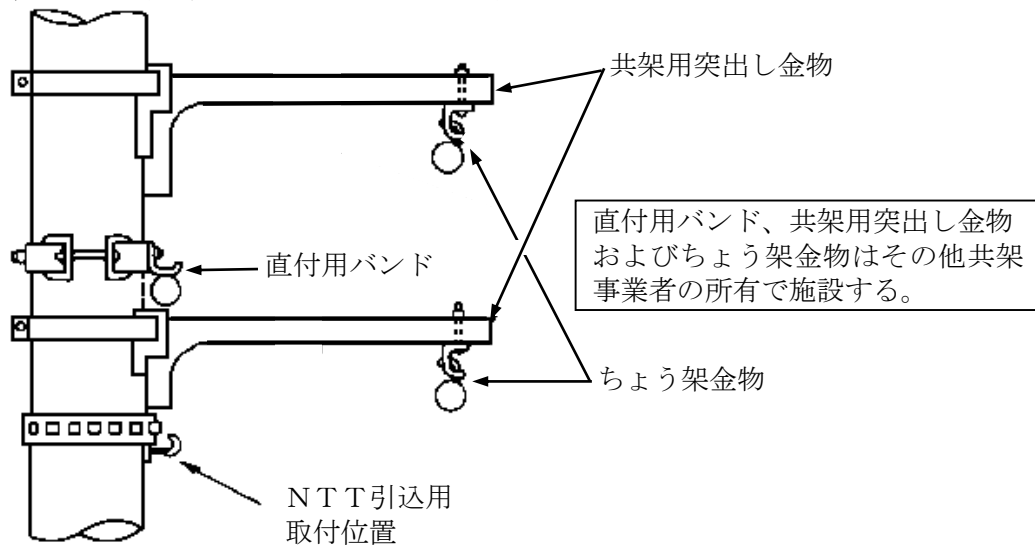 共架用突出し金物
直付用バンド、共架用突出し金物
およびちょう架金物はその他共架
事業者の所有で施設する。
直付用バンド
ちょう架金物
ＮＴＴ引込用
取付位置